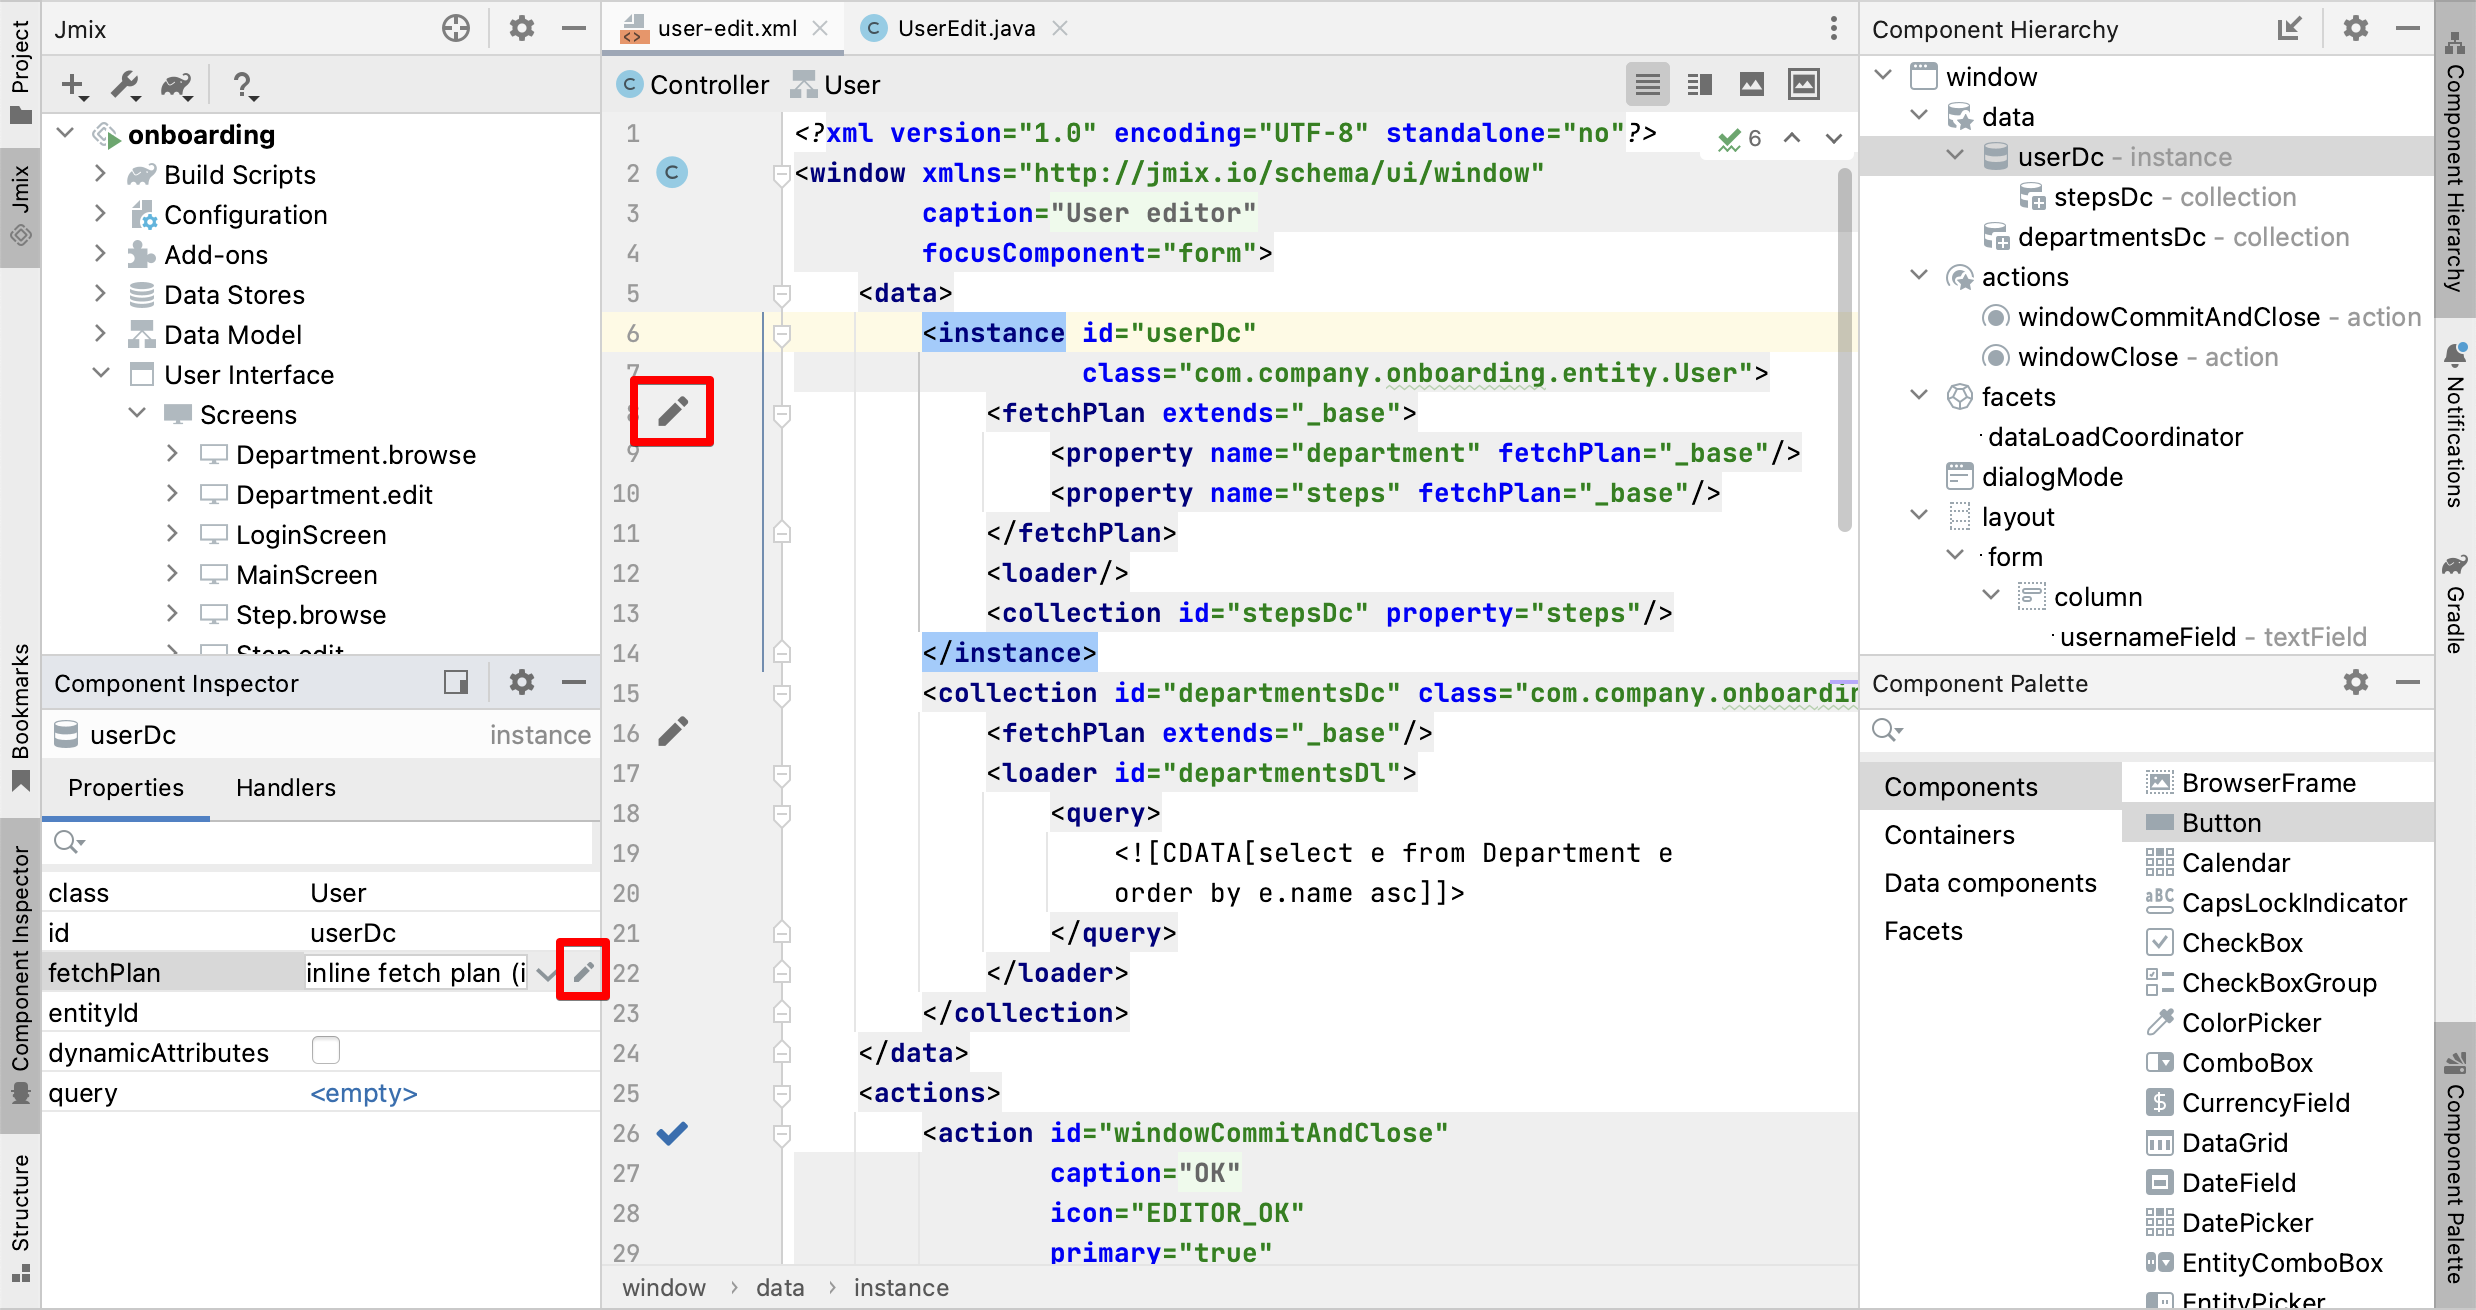 Project
Jmix
Bookmarks
Component Inspector
Structure
Jmix
?
onboarding
Build Scripts
Configuration
Add-ons
Data Stores
Data Model
User Interface
Screens
Department.browse
Department.edit
LoginScreen
MainScreen
Step.browse
Step.edit
Component Inspector
userDc instance
Properties Handlers
class User
id userDc
fetchPlan inline fetch plan (i
entityId
dynamicAttributes
query <empty>
user-edit.xml UserEdit.java
Controller User
6
1 <?xml version="1.0" encoding="UTF-8" standalone="no"?>
2 <window xmlns="http://jmix.io/schema/ui/window"
3 caption="User editor"
4 focusComponent="form">
5 <data>
6 <instance id="userDc"
7 class="com.company.onboarding.entity.User">
8 <fetchPlan extends="_base">
9 <property name="department" fetchPlan="_base"/>
10 <property name="steps" fetchPlan="_base"/>
11 </fetchPlan>
12 <loader/>
13 <collection id="stepsDc" property="steps"/>
14 </instance>
15 <collection id="departmentsDc" class="com.company.onboardin
16 <fetchPlan extends="_base"/>
17 <loader id="departmentsDl">
18 <query>
19 <![CDATA[select e from Department e
20 order by e.name asc]]>
21 </query>
22 </loader>
23 </collection>
24 </data>
25 <actions>
26 <action id="windowCommitAndClose"
27 caption="OK"
28 icon="EDITOR_OK"
29 primary="true"
window › data › instance
Component Hierarchy
window
data
userDc - instance
stepsDc - collection
departmentsDc - collection
actions
windowCommitAndClose - action
windowClose - action
facets
dataLoadCoordinator
dialogMode
layout
form
column
usernameField - textField
Component Palette
Components
Containers
Data components
Facets
BrowserFrame
Button
Calendar
CapsLockIndicator
CheckBox
CheckBoxGroup
ColorPicker
ComboBox
CurrencyField
DataGrid
DateField
DatePicker
EntityComboBox
EntityPicker
Component Hierarchy
Notifications
Gradle
Component Palette